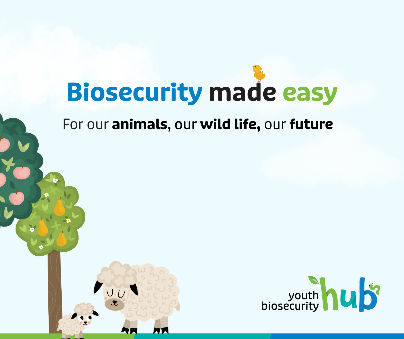 Biosecurity made easy
For our animals, our wild life, our future
youth
biosecurity hub